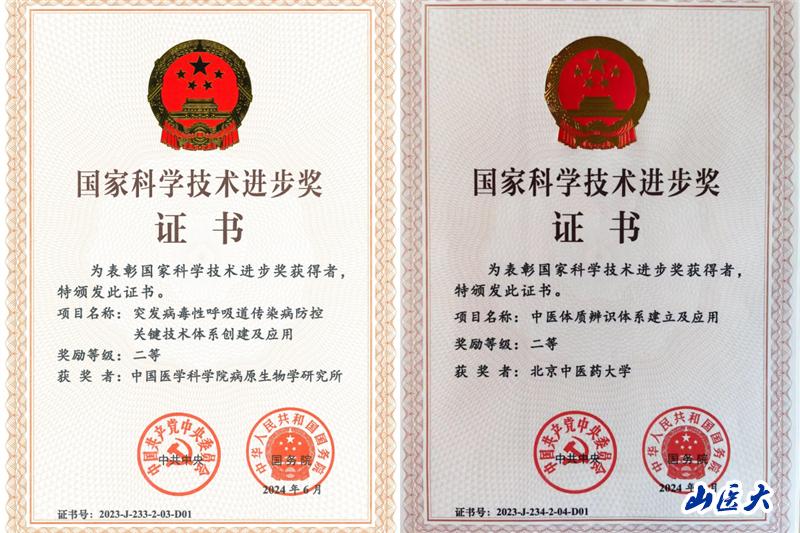 国家科学技术进步奖
证书
为表彰国家科学技术进步奖获得者，
特颁发此证书。
项目名称：突发病毒性呼吸道传染病防控
关键技术体系创建及应用
奖励等级：二等
获奖者：中国医学科学院病原生物学研究所
中国共产党中央委员会
中共中央
中华人民共和国国务院
国务院
2024年6月
证书号：2023-J-233-2-03-D01
国家科学技术进步奖
证书
为表彰国家科学技术进步奖获得者，
特颁发此证书。
项目名称：中医体质辨识体系建立及应用
奖励等级：二等
获奖者：北京中医药大学
中国共产党中央委员会
中共中央
中华人民共和国国务院
国务院
2024年
月
证书号：2023-J-234-2-04-D01
山医大